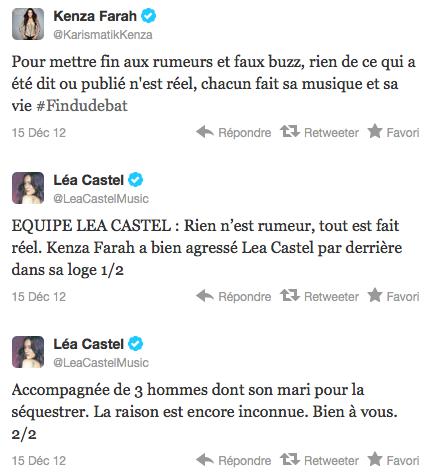 Kenza Farah
@KarismatikKenza
Pour mettre fin aux rumeurs et faux buzz, rien de ce qui a
été dit ou publié n'est réel, chacun fait sa musique et sa
vie #Findudebat
15 Déc 12 Répondre Retweeter Favori
Léa Castel
@LeaCastelMusic
EQUIPE LEA CASTEL : Rien n’est rumeur, tout est fait
réel. Kenza Farah a bien agressé Lea Castel par derrière
dans sa loge 1/2
15 Déc 12 Répondre Retweeter Favori
Léa Castel
@LeaCastelMusic
Accompagnée de 3 hommes dont son mari pour la
séquestrer. La raison est encore inconnue. Bien à vous.
2/2
15 Déc 12 Répondre Retweeter Favori